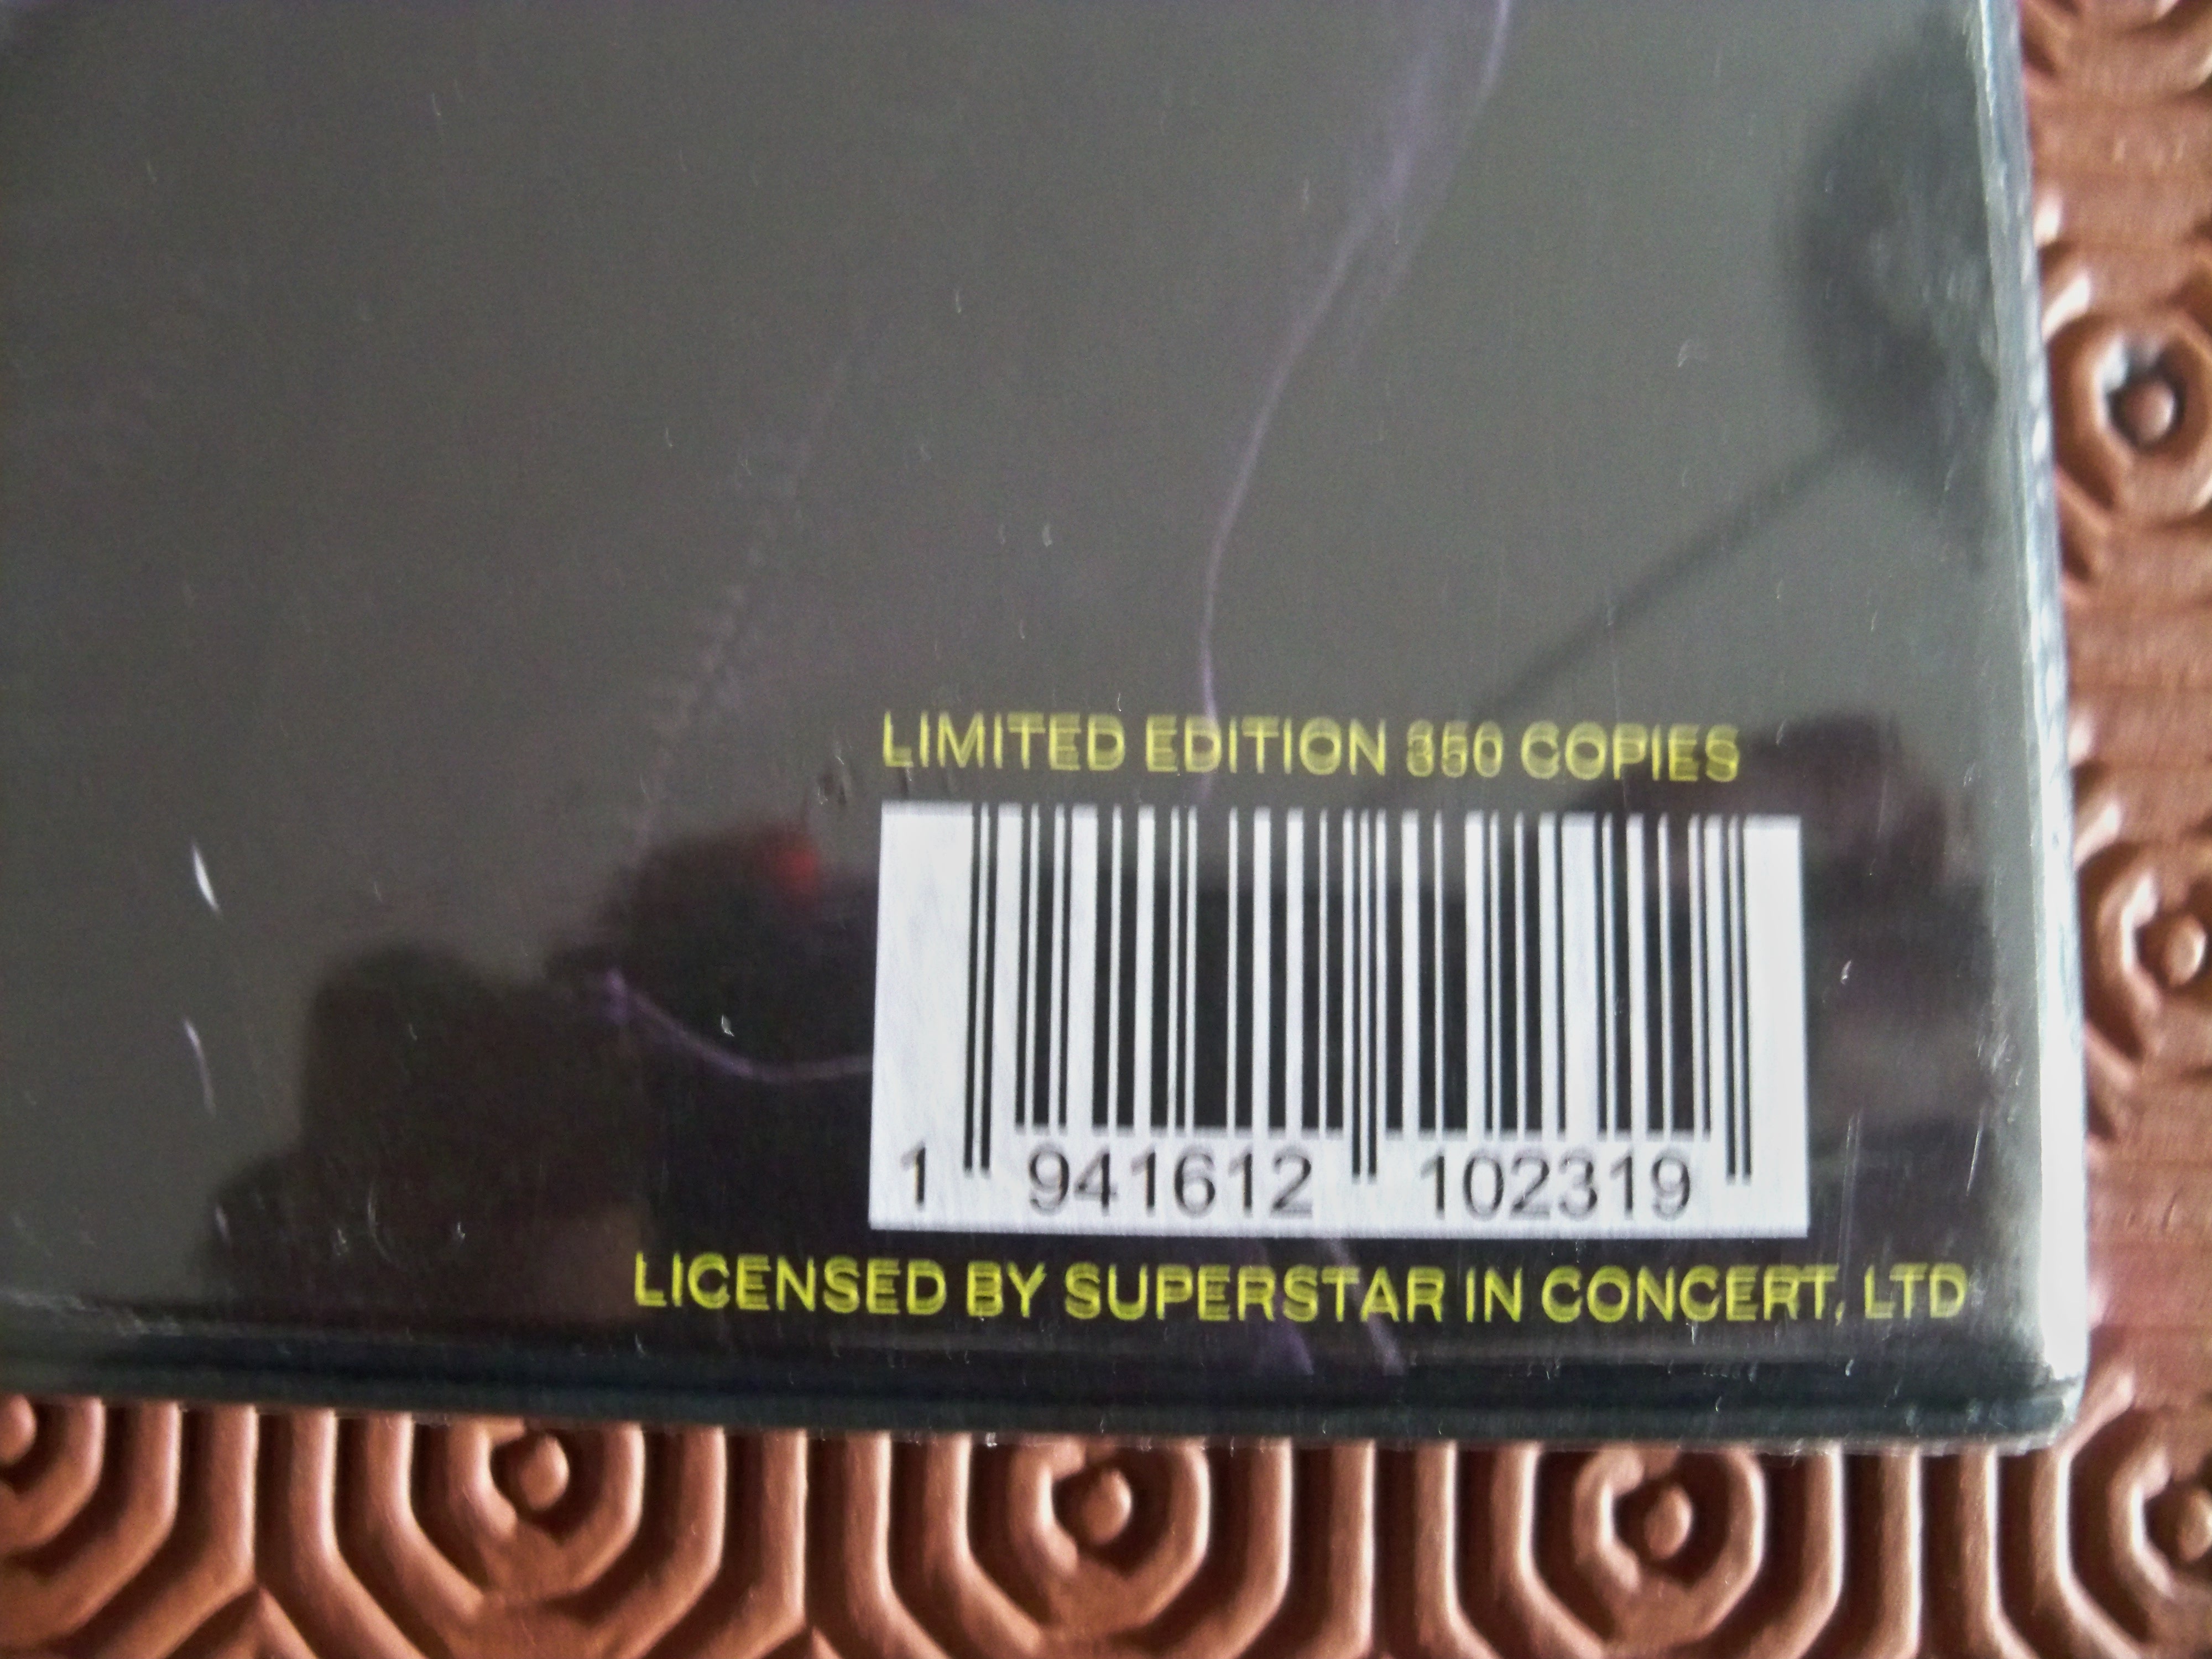 LIMITED EDITION 350 COPIES
1 941612 102319
LICENSED BY SUPERSTAR IN CONCERT, LTD